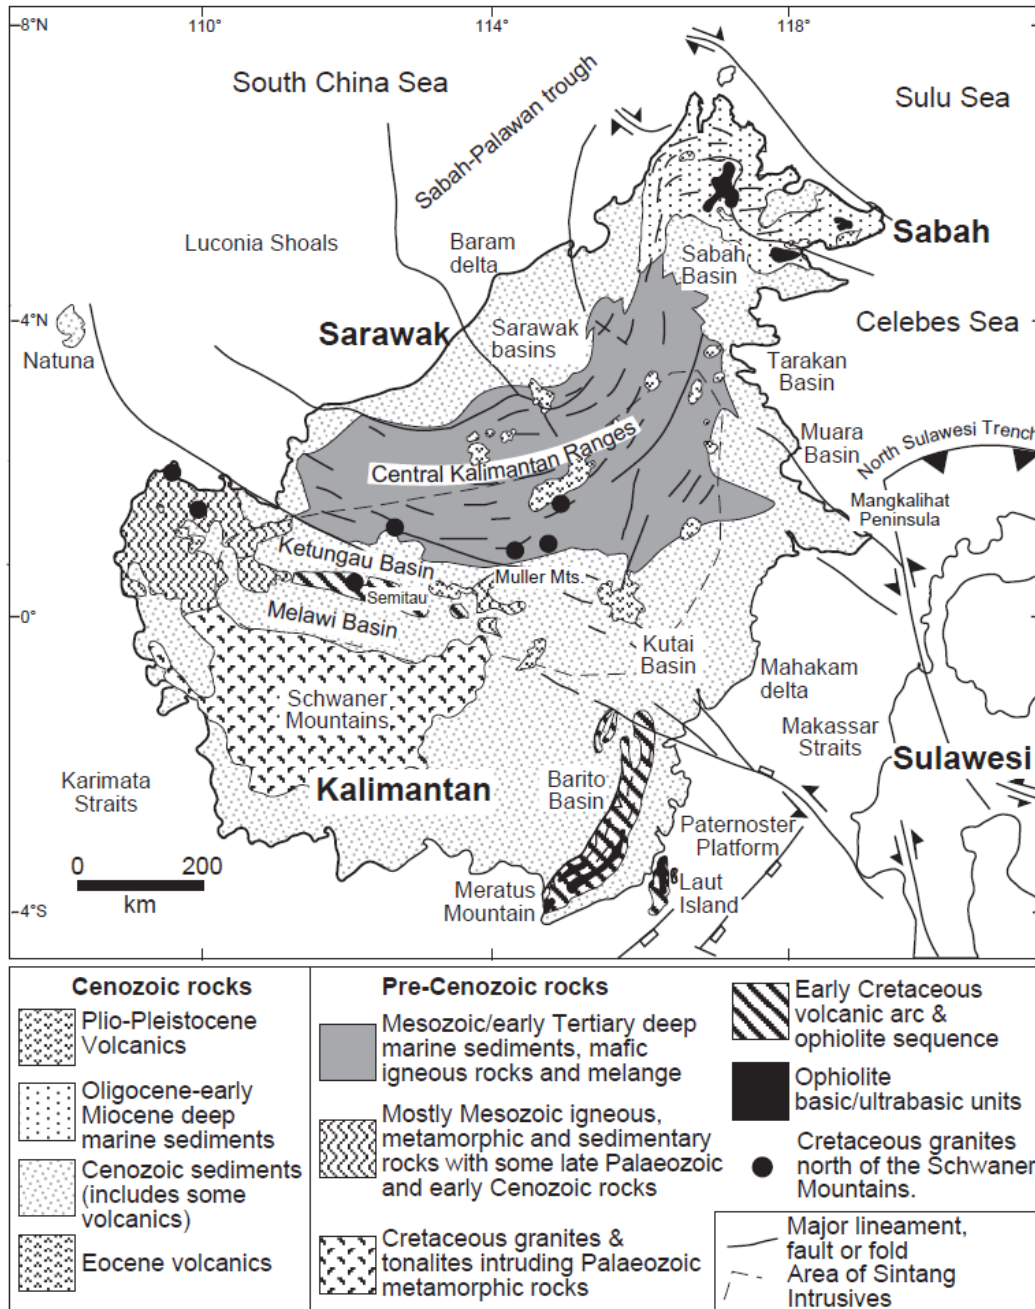 8°N
110°
114°
118°
South China Sea
Sabah-Palawan trough
Sulu Sea
Luconia Shoals
Baram
delta
Sabah
Sabah
Basin
4°N
Sarawak
Sarawak
basins
Celebes Sea
Natuna
Tarakan
Basin
Central Kalimantan Ranges
Muara
Basin
North Sulawesi Trench
Mangkalihat
Peninsula
Ketungau Basin
Muller Mts.
Semitau
0°
Melawi Basin
Kutai
Basin
Mahakam
delta
Schwaner
Mountains
Makassar
Straits
Karimata
Straits
Kalimantan
Barito
Basin
Sulawesi
Paternoster
Platform
0 200
km
Meratus
Mountain
Laut
Island
4°S
Cenozoic rocks
Plio-Pleistocene
Volcanics
Oligocene-early
Miocene deep
marine sediments
Cenozoic sediments
(includes some
volcanics)
Eocene volcanics
Pre-Cenozoic rocks
Mesozoic/early Tertiary deep
marine sediments, mafic
igneous rocks and melange
Mostly Mesozoic igneous,
metamorphic and sedimentary
rocks with some late Palaeozoic
and early Cenozoic rocks
Cretaceous granites &
tonalites intruding Palaeozoic
metamorphic rocks
Early Cretaceous
volcanic arc &
ophiolite sequence
Ophiolite
basic/ultrabasic units
Cretaceous granites
north of the Schwaner
Mountains.
Major lineament,
fault or fold
Area of Sintang
Intrusives